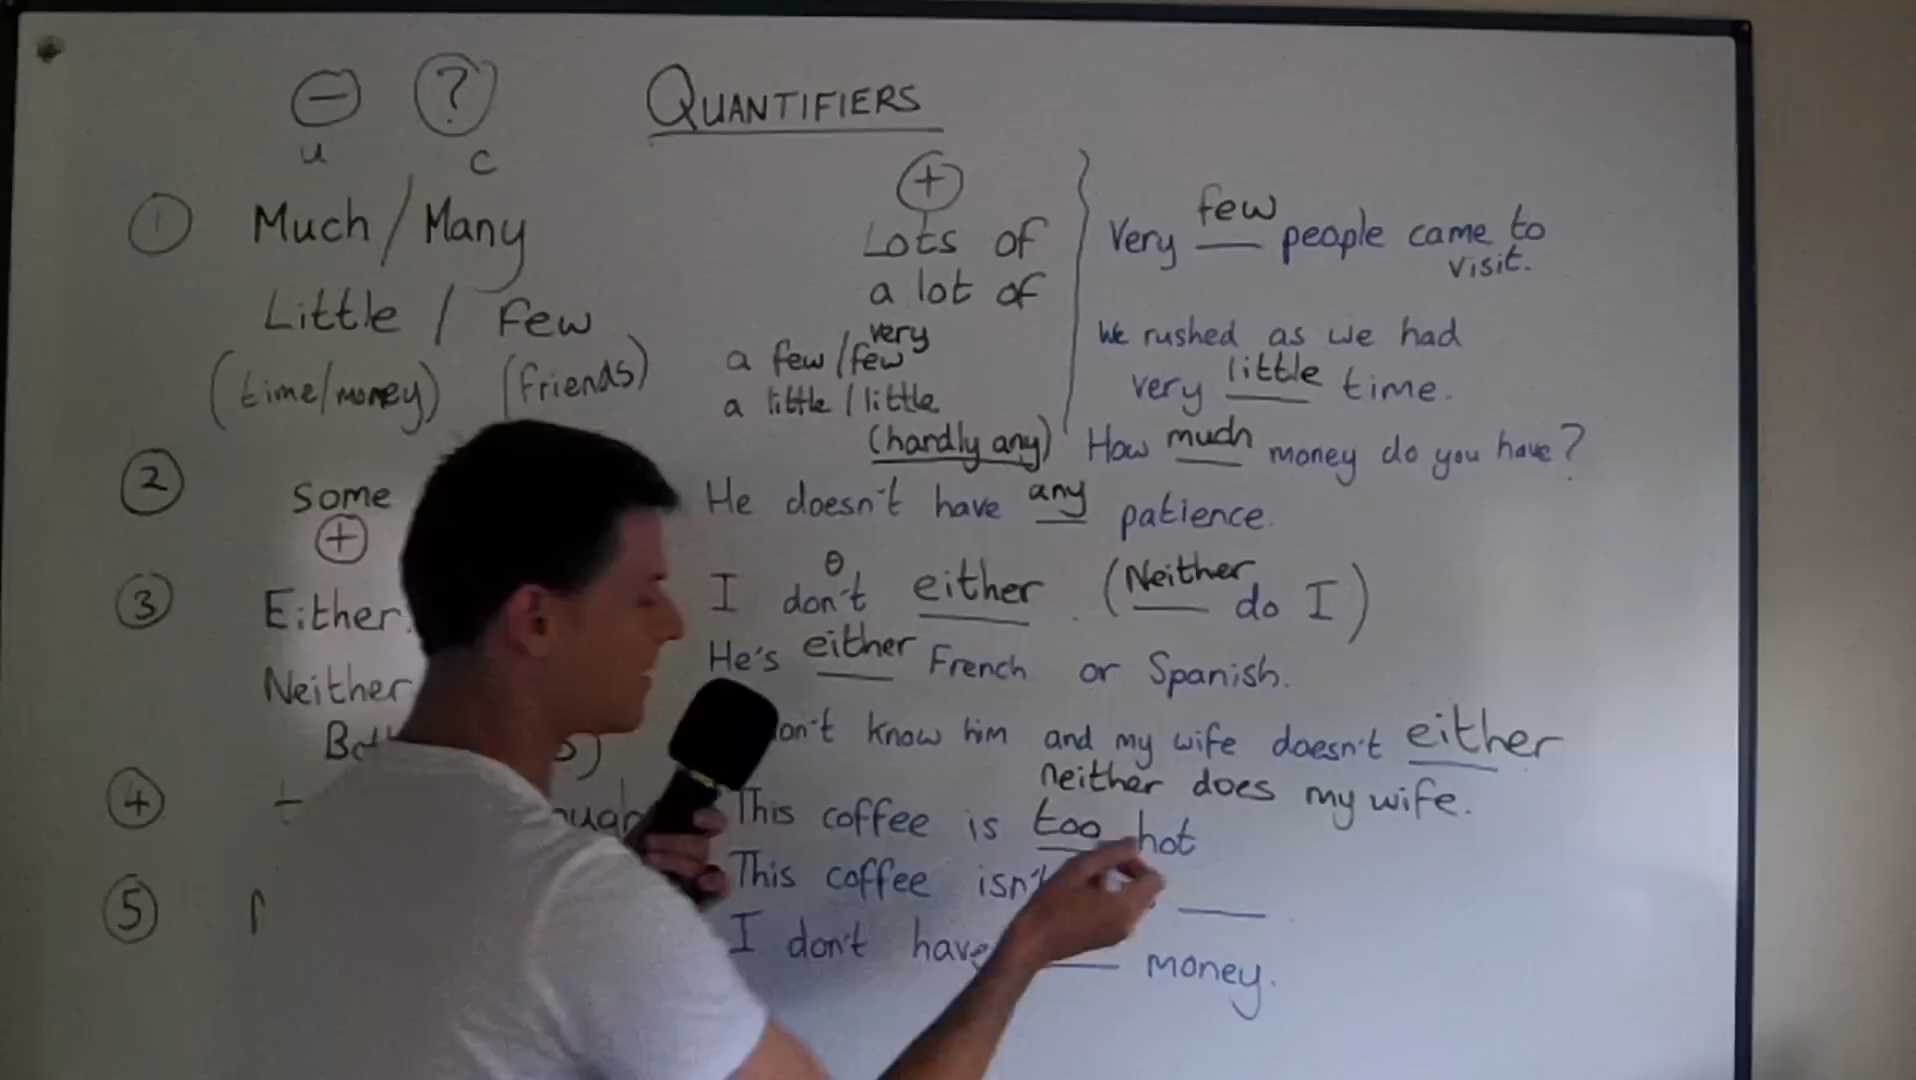 − ? QUANTIFIERS
u c
+
① Much / Many
Lots of
a lot of
Very few people came to visit.
Little / Few
(time/money) (friends)
a few / very few
a little / little
(hardly any)
We rushed as we had
very little time.
How much money do you have?
② some
+
He doesn't have any patience.
③ Either
I don't either. (Neither do I)
Neither
He's either French or Spanish.
know him and my wife doesn't either
neither does my wife.
④
This coffee is too hot
⑤
This coffee
I don't have ___ money.